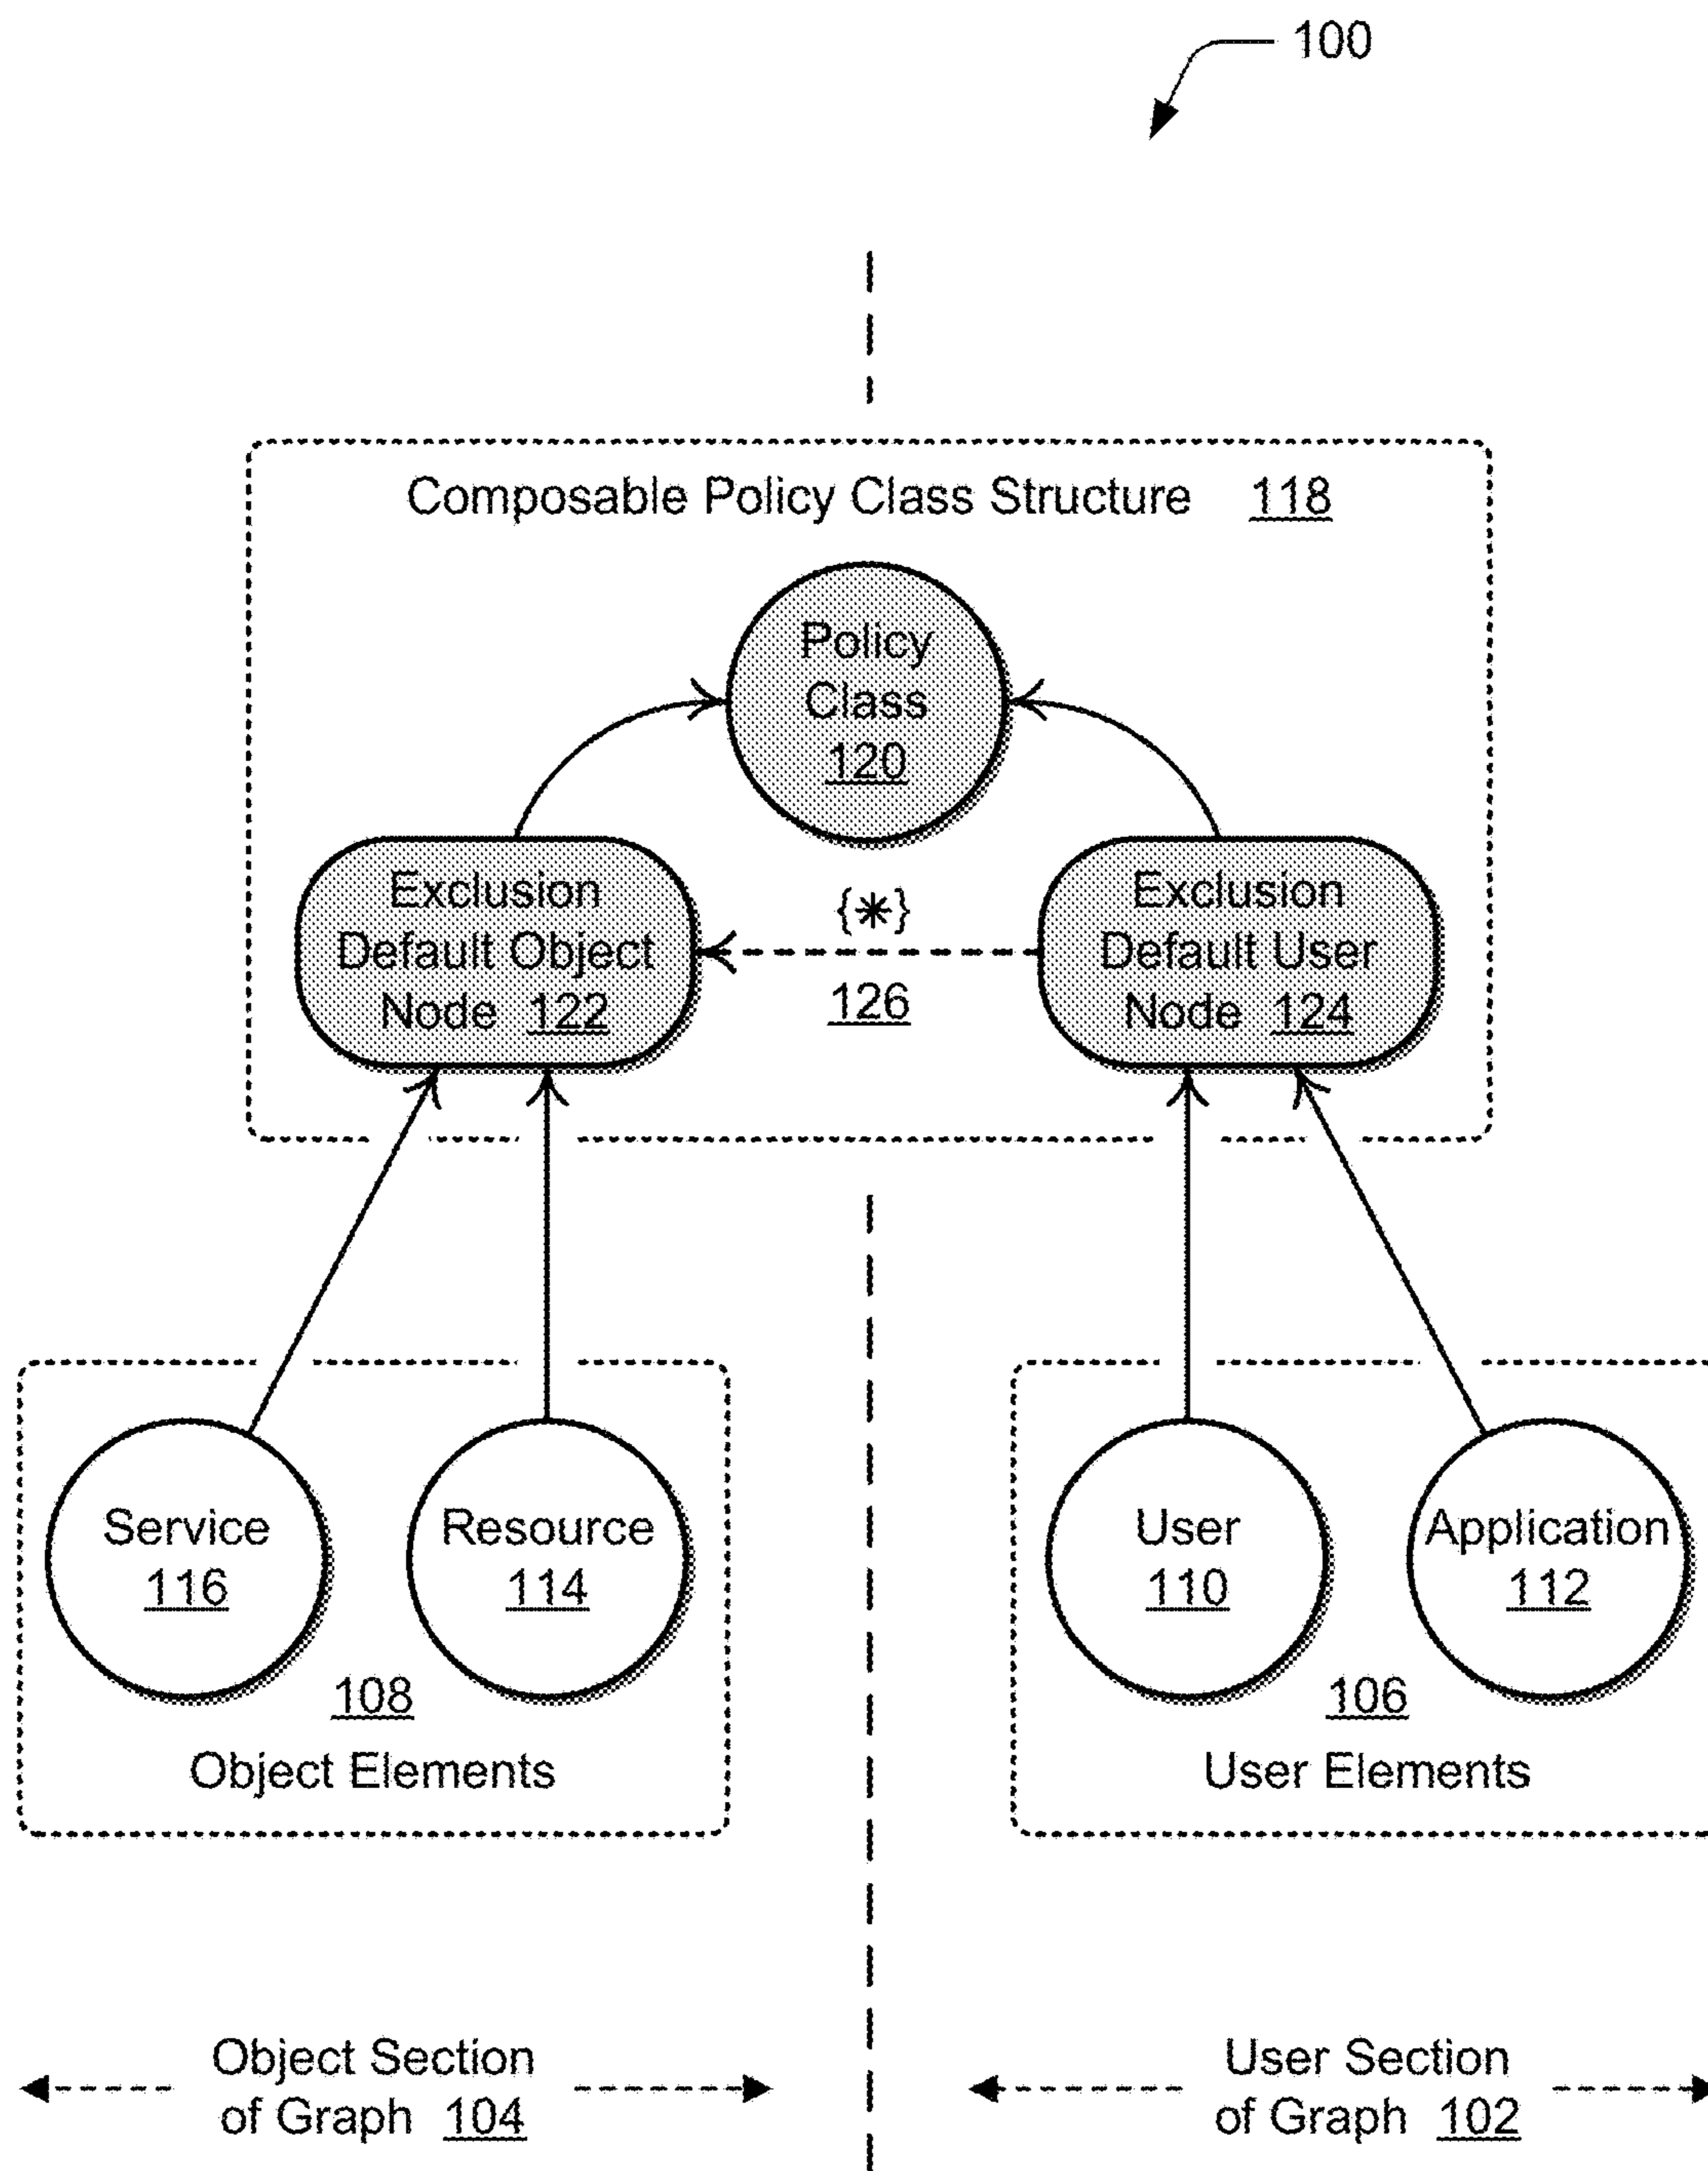 100
Composable Policy Class Structure 118
Policy
Class
120
Exclusion
Default Object
Node 122
{*}
126
Exclusion
Default User
Node 124
Service
116
Resource
114
108
Object Elements
User
110
Application
112
106
User Elements
Object Section
of Graph 104
User Section
of Graph 102